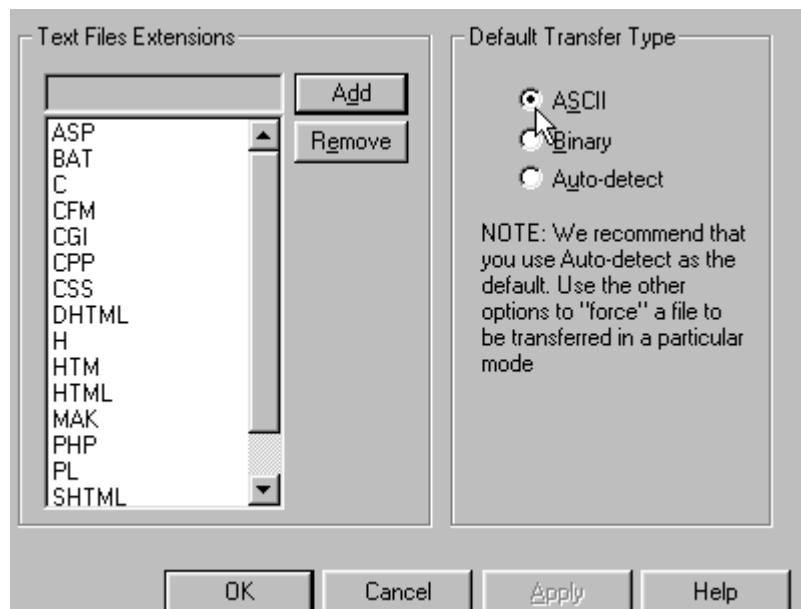 Text Files Extensions
Add
Remove
ASP
BAT
C
CFM
CGI
CPP
CSS
DHTML
H
HTM
HTML
MAK
PHP
PL
SHTML
Default Transfer Type
ASCII
Binary
Auto-detect
NOTE: We recommend that
you use Auto-detect as the
default. Use the other
options to "force" a file to
be transferred in a particular
mode
OK
Cancel
Apply
Help